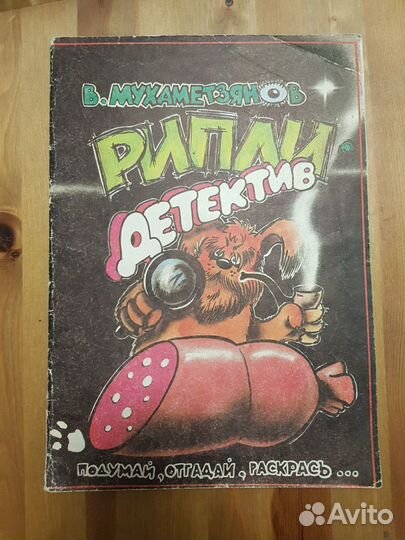 В. МУХАМЕТЗЯНОВ
РИПЛИ
ДЕТЕКТИВ
ПОДУМАЙ, ОТГАДАЙ, РАСКРАСЬ...
Avito